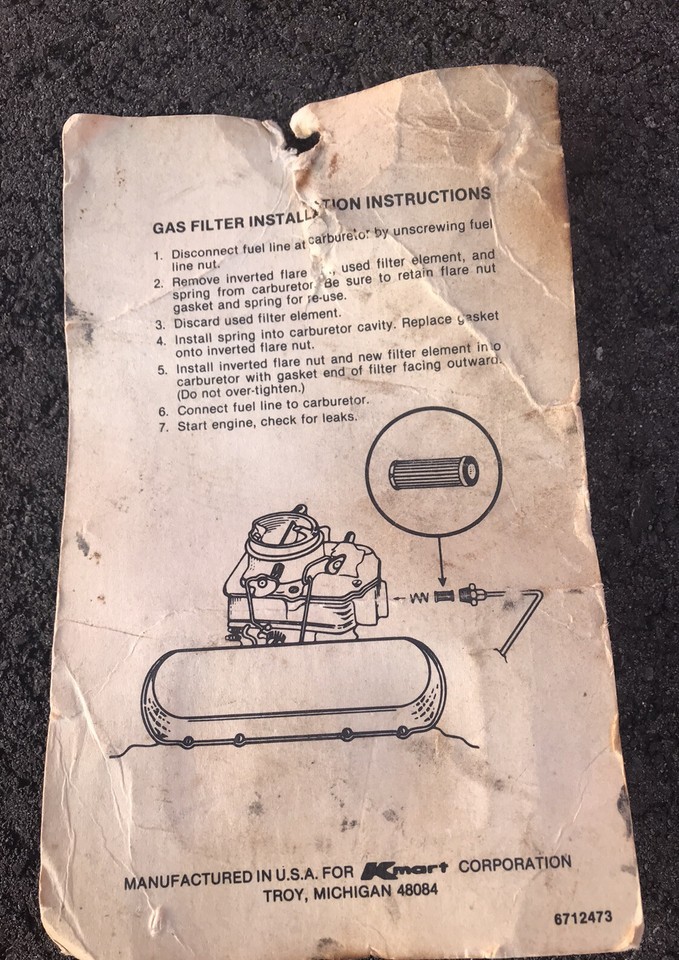 GAS FILTER INSTALLATION INSTRUCTIONS
1. Disconnect fuel line at carburetor by unscrewing fuel
line nut.
2. Remove inverted flare used filter element, and
spring from carburetor. Be sure to retain flare nut
gasket and spring for re-use.
3. Discard used filter element.
4. Install spring into carburetor cavity. Replace gasket
onto inverted flare nut.
5. Install inverted flare nut and new filter element into
carburetor with gasket end of filter facing outward.
(Do not over-tighten.)
6. Connect fuel line to carburetor.
7. Start engine, check for leaks.
MANUFACTURED IN U.S.A. FOR Kmart CORPORATION
TROY, MICHIGAN 48084
6712473